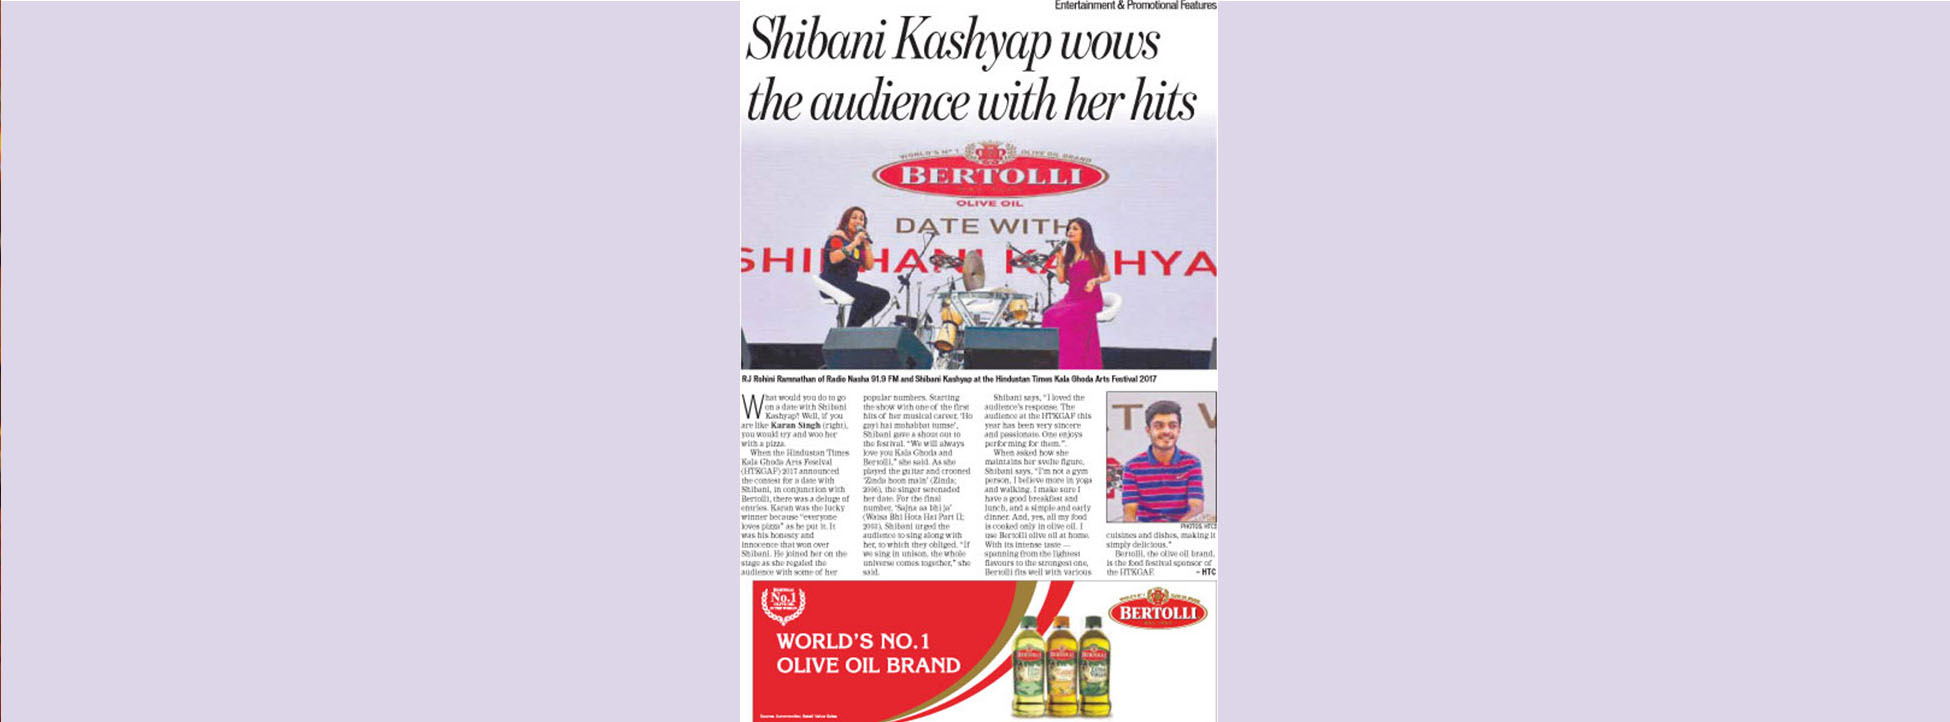 Entertainment & Promotional Features
Shibani Kashyap wows
the audience with her hits
WORLD'S Nº 1 OLIVE OIL BRAND
BERTOLLI
OLIVE OIL
DATE WITH
SHIBANI KASHYA
RJ Rohini Ramnathan of Radio Nasha 91.9 FM and Shibani Kashyap at the Hindustan Times Kala Ghoda Arts Festival 2017
What would you do to go
on a date with Shibani
Kashyap? Well, if you
are like Karan Singh (right),
you would try and woo her
with a pizza.
When the Hindustan Times
Kala Ghoda Arts Festival
(HTKGAF) 2017 announced
the contest for a date with
Shibani, in conjunction with
Bertolli, there was a deluge of
entries. Karan was the lucky
winner because "everyone
loves pizza" as he put it. It
was his honesty and
innocence that won over
Shibani. He joined her on the
stage as she regaled the
audience with some of her
popular numbers. Starting
the show with one of the first
hits of her musical career, 'Ho
gayi hai mohabbat tumse',
Shibani gave a shout out to
the festival. "We will always
love you Kala Ghoda and
Bertolli," she said. As she
played the guitar and crooned
'Zinda hoon main' (Zinda;
2006), the singer serenaded
her date. For the final
number, 'Sajna aa bhi ja'
(Waisa Bhi Hota Hai Part II;
2003), Shibani urged the
audience to sing along with
her, to which they obliged. "If
we sing in unison, the whole
universe comes together," she
said.
Shibani says, "I loved the
audience's response. The
audience at the HTKGAF this
year has been very sincere
and passionate. One enjoys
performing for them.".
When asked how she
maintains her svelte figure,
Shibani says, "I'm not a gym
person, I believe more in yoga
and walking. I make sure I
have a good breakfast and
lunch, and a simple and early
dinner. And, yes, all my food
is cooked only in olive oil. I
use Bertolli olive oil at home.
With its intense taste —
spanning from the lightest
flavours to the strongest one,
Bertolli fits well with various
T W
PHOTOS: HTCS
cuisines and dishes, making it
simply delicious."
Bertolli, the olive oil brand,
is the food festival sponsor of
the HTKGAF. – HTC
No.1
WORLD'S NO.1
OLIVE OIL BRAND
BERTOLLI